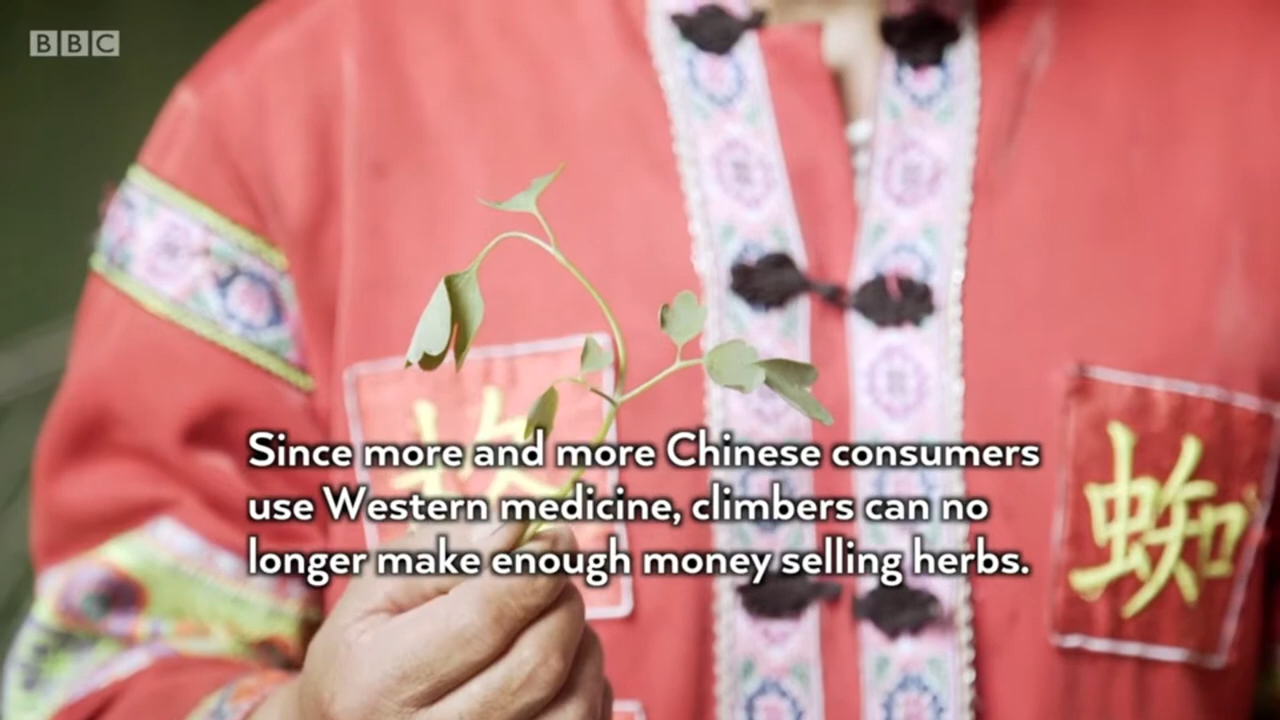 BBC
Since more and more Chinese consumers
use Western medicine, climbers can no
longer make enough money selling herbs.
蜘